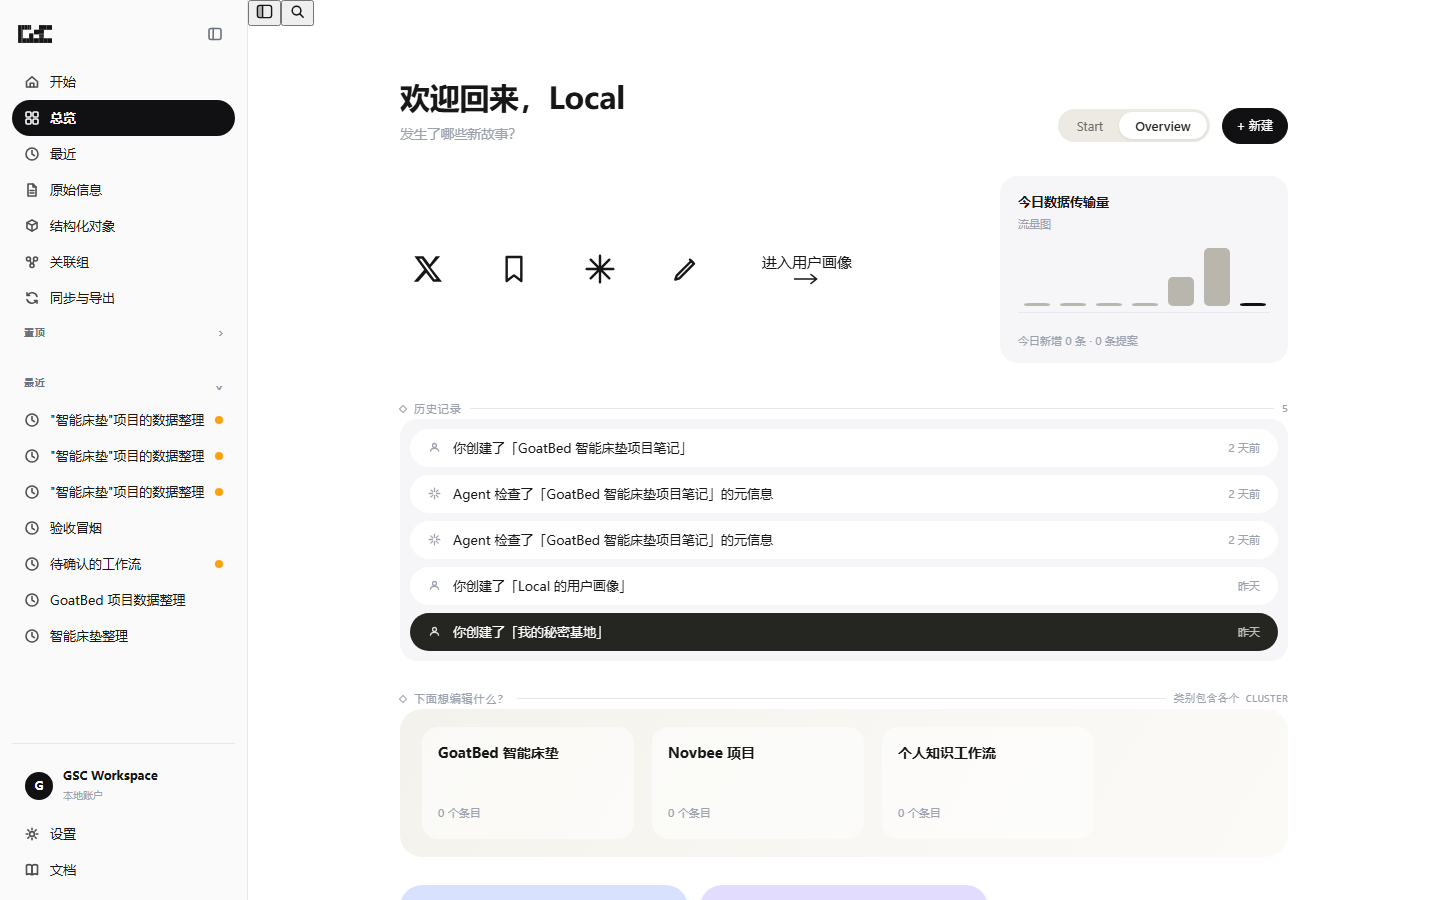 GSC
开始
总览
最近
原始信息
结构化对象
关联组
同步与导出
置顶
最近
"智能床垫"项目的数据整理
"智能床垫"项目的数据整理
"智能床垫"项目的数据整理
验收冒烟
待确认的工作流
GoatBed 项目数据整理
智能床垫整理
G
GSC Workspace
本地账户
设置
文档
欢迎回来，Local
发生了哪些新故事？
Start
Overview
+ 新建
进入用户画像
今日数据传输量
流量图
今日新增 0 条 · 0 条提案
历史记录
5
你创建了「GoatBed 智能床垫项目笔记」
2 天前
Agent 检查了「GoatBed 智能床垫项目笔记」的元信息
2 天前
Agent 检查了「GoatBed 智能床垫项目笔记」的元信息
2 天前
你创建了「Local 的用户画像」
昨天
你创建了「我的秘密基地」
昨天
下面想编辑什么？
类别包含各个 CLUSTER
GoatBed 智能床垫
0 个条目
Novbee 项目
0 个条目
个人知识工作流
0 个条目